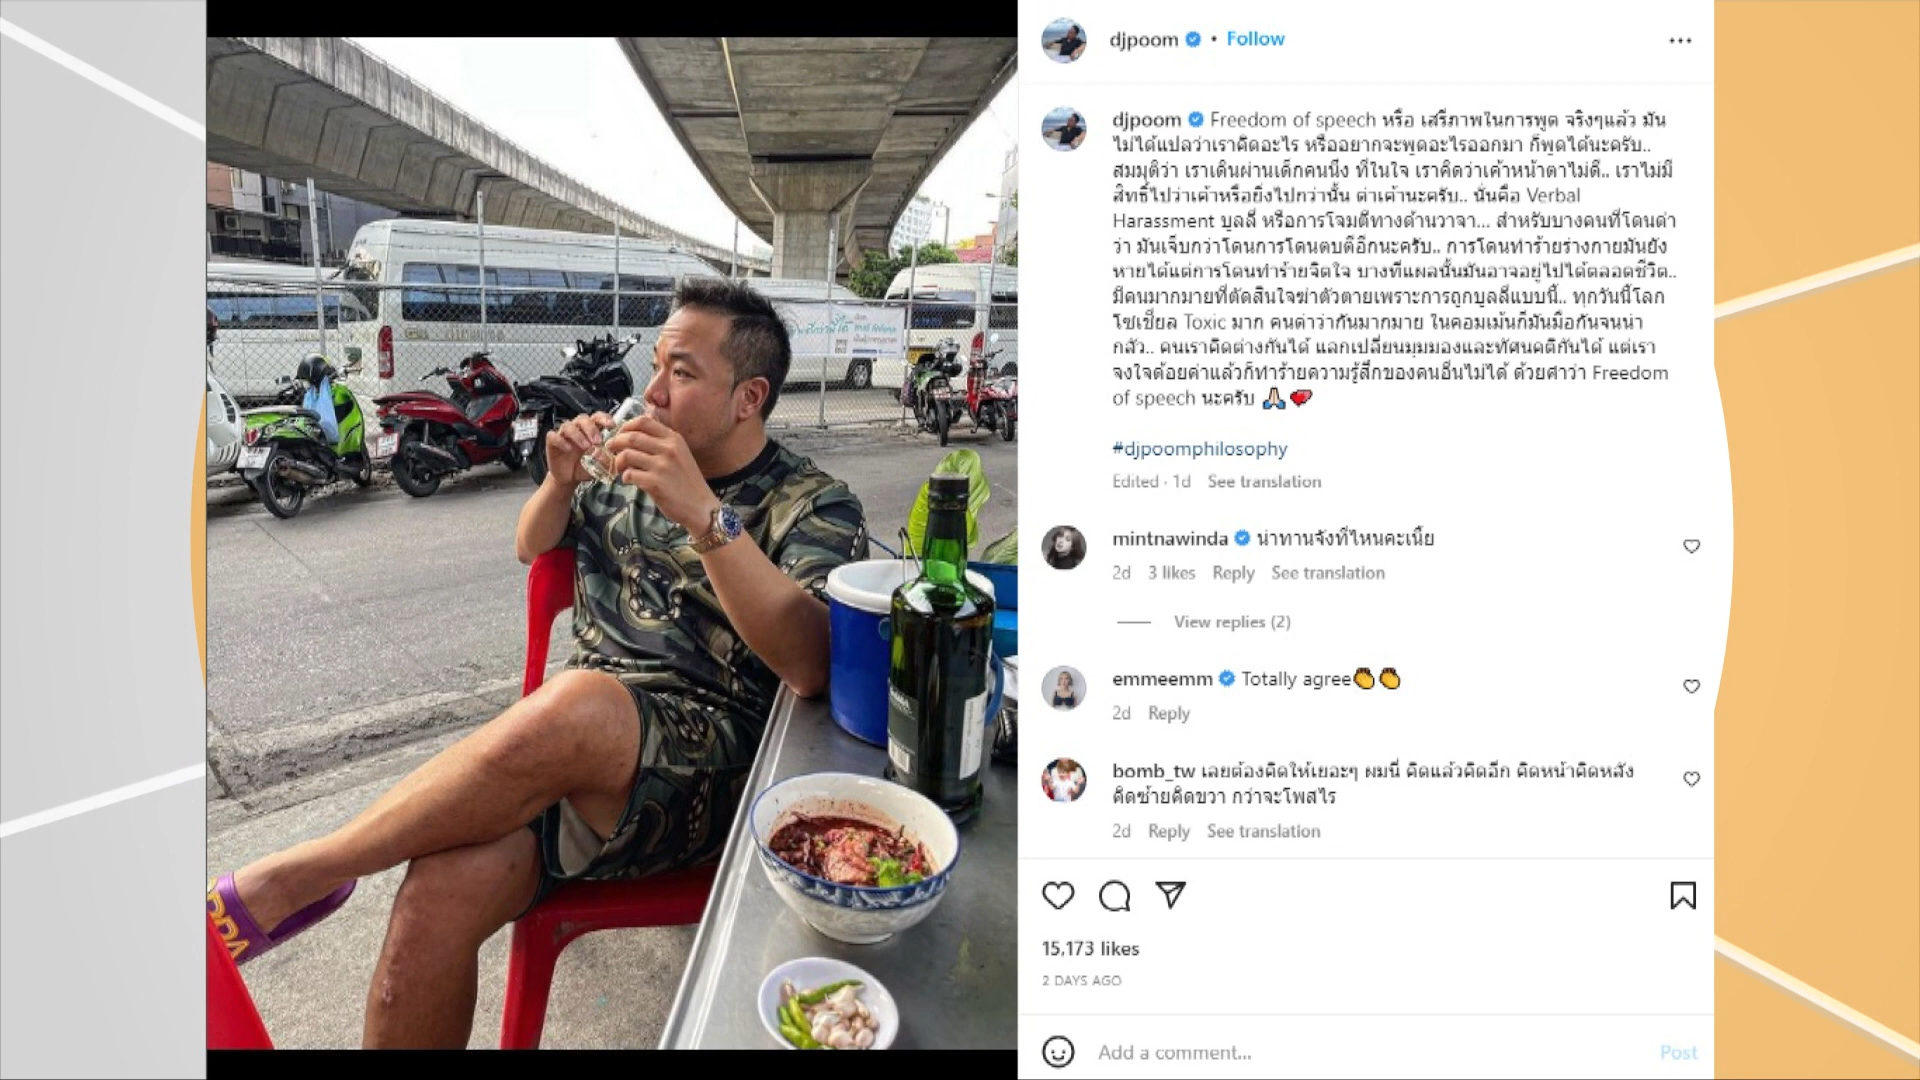 djpoom • Follow
djpoom Freedom of speech หรือ เสรีภาพในการพูด จริงๆแล้ว มัน
ไม่ได้แปลว่าเราคิดอะไร หรืออยากจะพูดอะไรออกมา ก็พูดได้นะครับ..
สมมุติว่า เราเดินผ่านเด็กคนนึง ที่ในใจ เราคิดว่าเค้าหน้าตาไม่ดี.. เราไม่มี
สิทธิ์ไปว่าเค้าหรือยิ่งไปกว่านั้น ด่าเค้านะครับ.. นั่นคือ Verbal
Harassment บูลลี่ หรือการโจมตีทางด้านวาจา... สำหรับบางคนที่โดนด่า
ว่า มันเจ็บกว่าโดนการโดนตบตีอีกนะครับ.. การโดนทำร้ายร่างกายมันยัง
หายได้แต่การโดนทำร้ายจิตใจ บางทีแผลนั้นมันอาจอยู่ไปได้ตลอดชีวิต..
มีคนมากมายที่ตัดสินใจฆ่าตัวตายเพราะการถูกบูลลี่แบบนี้.. ทุกวันนี้โลก
โซเชี่ยล Toxic มาก คนด่าว่ากันมากมาย ในคอมเม้นก็มันมือกันจนน่า
กลัว.. คนเราคิดต่างกันได้ แลกเปลี่ยนมุมมองและทัศนคติกันได้ แต่เรา
จงใจด้อยค่าแล้วก็ทำร้ายความรู้สึกของคนอื่นไม่ได้ ด้วยคำว่า Freedom
of speech นะครับ 🙏🏻❤️
#djpoomphilosophy
Edited · 1d See translation
mintnawinda น่าทานจังที่ไหนคะเนี้ย
2d 3 likes Reply See translation
View replies (2)
emmeemm Totally agree👏👏
2d Reply
bomb_tw เลยต้องคิดให้เยอะๆ ผมนี่ คิดแล้วคิดอีก คิดหน้าคิดหลัง
คิดซ้ายคิดขวา กว่าจะโพสไร
2d Reply See translation
15,173 likes
2 DAYS AGO
Add a comment... Post